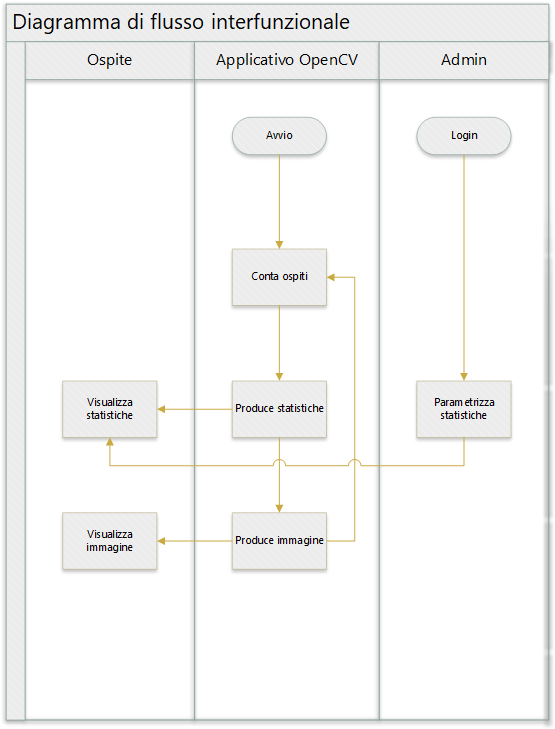 Diagramma di flusso interfunzionale
Ospite
Applicativo OpenCV
Admin
Avvio
Login
Conta ospiti
Visualizza
statistiche
Produce statistiche
Parametrizza
statistiche
Visualizza
immagine
Produce immagine